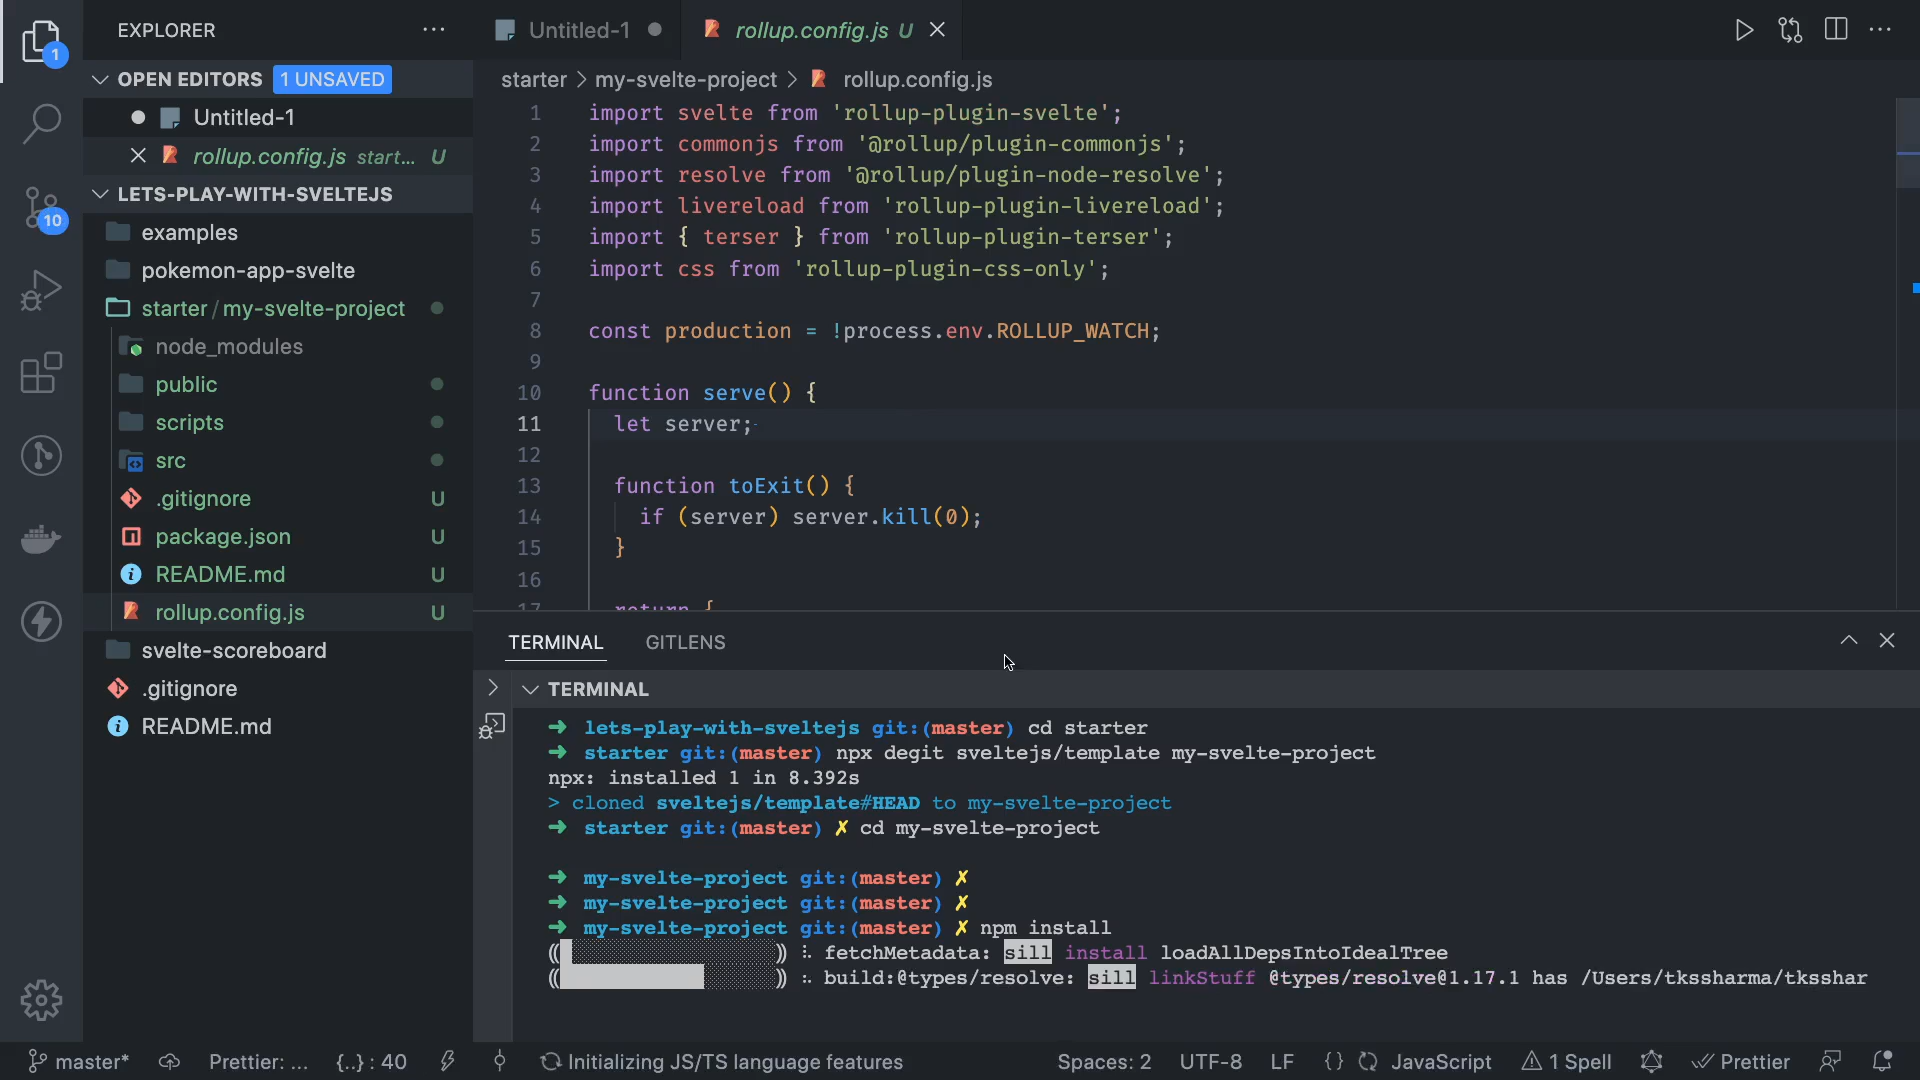 EXPLORER
1
OPEN EDITORS 1 UNSAVED
Untitled-1
rollup.config.js start... U
LETS-PLAY-WITH-SVELTEJS
10
examples
pokemon-app-svelte
starter / my-svelte-project
node_modules
public
scripts
src
.gitignore U
package.json U
README.md U
rollup.config.js U
svelte-scoreboard
.gitignore
README.md
Untitled-1
rollup.config.js U
starter > my-svelte-project > rollup.config.js
1 import svelte from 'rollup-plugin-svelte';
2 import commonjs from '@rollup/plugin-commonjs';
3 import resolve from '@rollup/plugin-node-resolve';
4 import livereload from 'rollup-plugin-livereload';
5 import { terser } from 'rollup-plugin-terser';
6 import css from 'rollup-plugin-css-only';
7
8 const production = !process.env.ROLLUP_WATCH;
9
10 function serve() {
11 let server;
12
13 function toExit() {
14 if (server) server.kill(0);
15 }
16
17 return {
TERMINAL GITLENS
TERMINAL
➜ lets-play-with-sveltejs git:(master) cd starter
➜ starter git:(master) npx degit sveltejs/template my-svelte-project
npx: installed 1 in 8.392s
> cloned sveltejs/template#HEAD to my-svelte-project
➜ starter git:(master) ✗ cd my-svelte-project
➜ my-svelte-project git:(master) ✗
➜ my-svelte-project git:(master) ✗
➜ my-svelte-project git:(master) ✗ npm install
fetchMetadata: sill install loadAllDepsIntoIdealTree
build:@types/resolve: sill linkStuff @types/resolve@1.17.1 has /Users/tkssharma/tksshar
master* Prettier: ... {..} : 40 Initializing JS/TS language features Spaces: 2 UTF-8 LF {} JavaScript 1 Spell Prettier